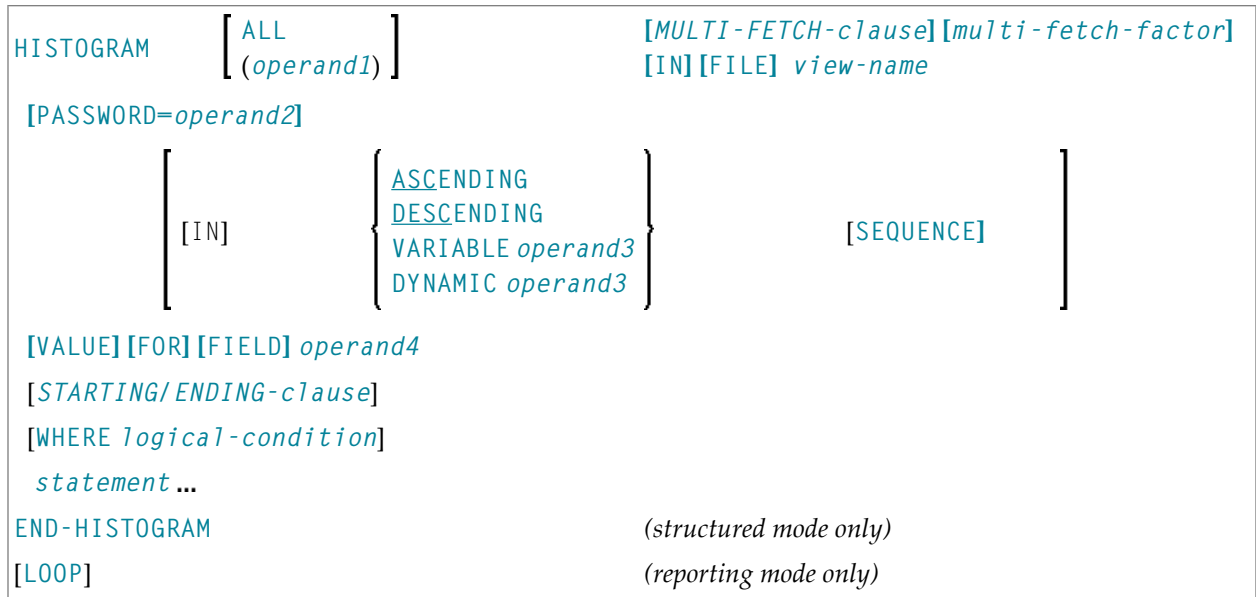 HISTOGRAM [ ALL [MULTI-FETCH-clause] [multi-fetch-factor]
(operand1) ] [IN] [FILE] view-name
[PASSWORD=operand2]
ASCENDING
DESCENDING
[IN] VARIABLE operand3 [SEQUENCE]
DYNAMIC operand3
[VALUE] [FOR] [FIELD] operand4
[STARTING/ENDING-clause]
[WHERE logical-condition]
statement ...
END-HISTOGRAM (structured mode only)
[LOOP] (reporting mode only)